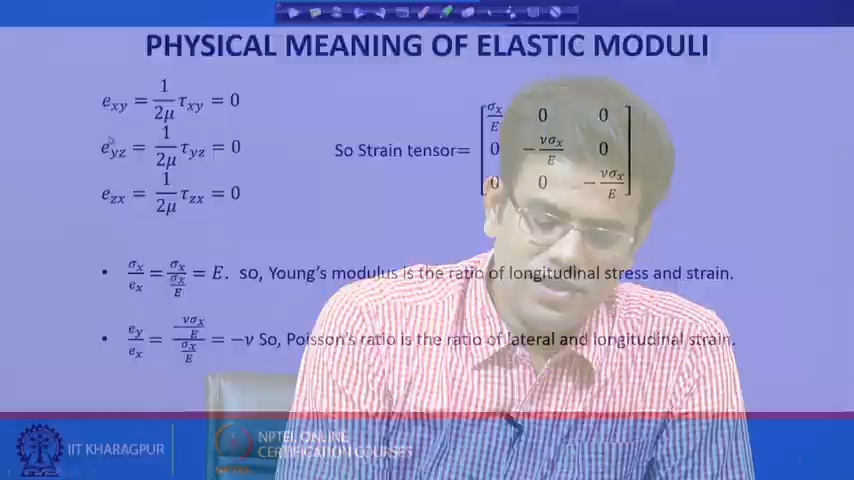 PHYSICAL MEANING OF ELASTIC MODULI
e_xy = 1/2μ τ_xy = 0
e_yz = 1/2μ τ_yz = 0
e_zx = 1/2μ τ_zx = 0
So Strain tensor=
σ_x/E 0 0
0 −νσ_x/E 0
0 0 −νσ_x/E
• σ_x/e_x = σ_x/(σ_x/E) = E. so, Young's modulus is the ratio of longitudinal stress and strain.
• e_y/e_x = (νσ_x/E)/(σ_x/E) = −ν So, Poisson's ratio is the ratio of lateral and longitudinal strain.
IIT KHARAGPUR
NPTEL ONLINE
CERTIFICATION COURSES
NPTEL